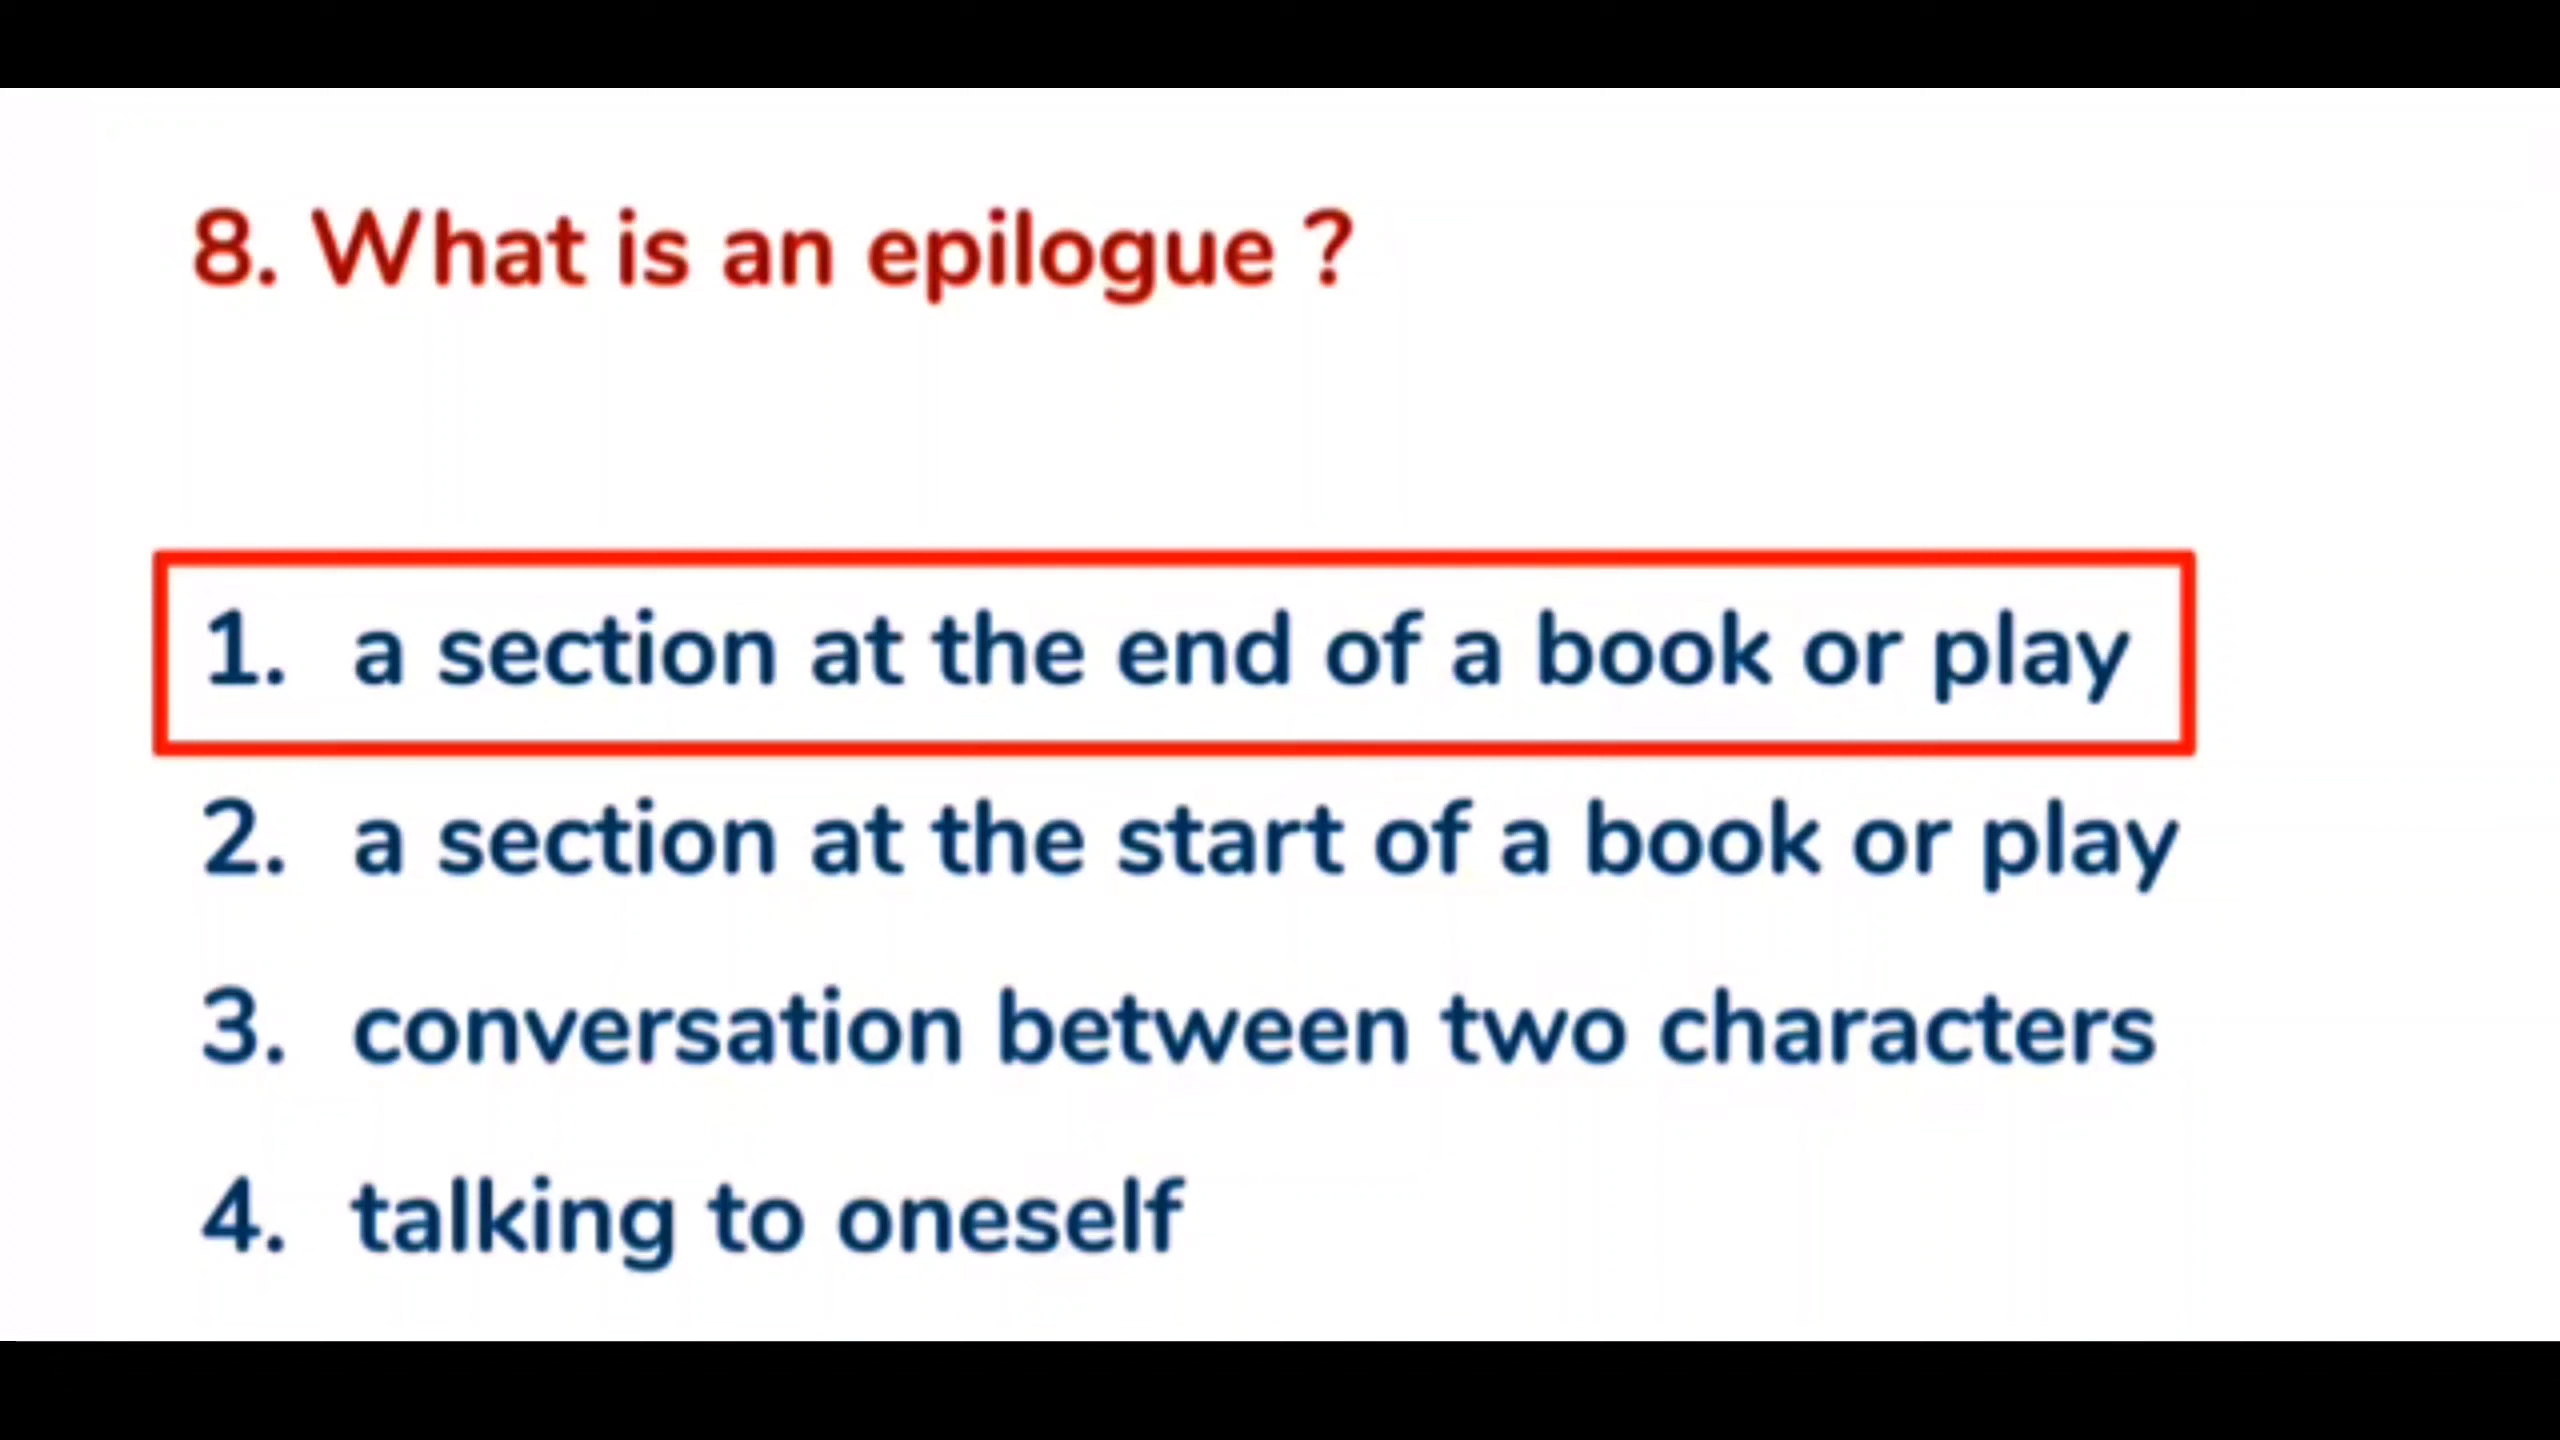 8. What is an epilogue ?
1. a section at the end of a book or play
2. a section at the start of a book or play
3. conversation between two characters
4. talking to oneself